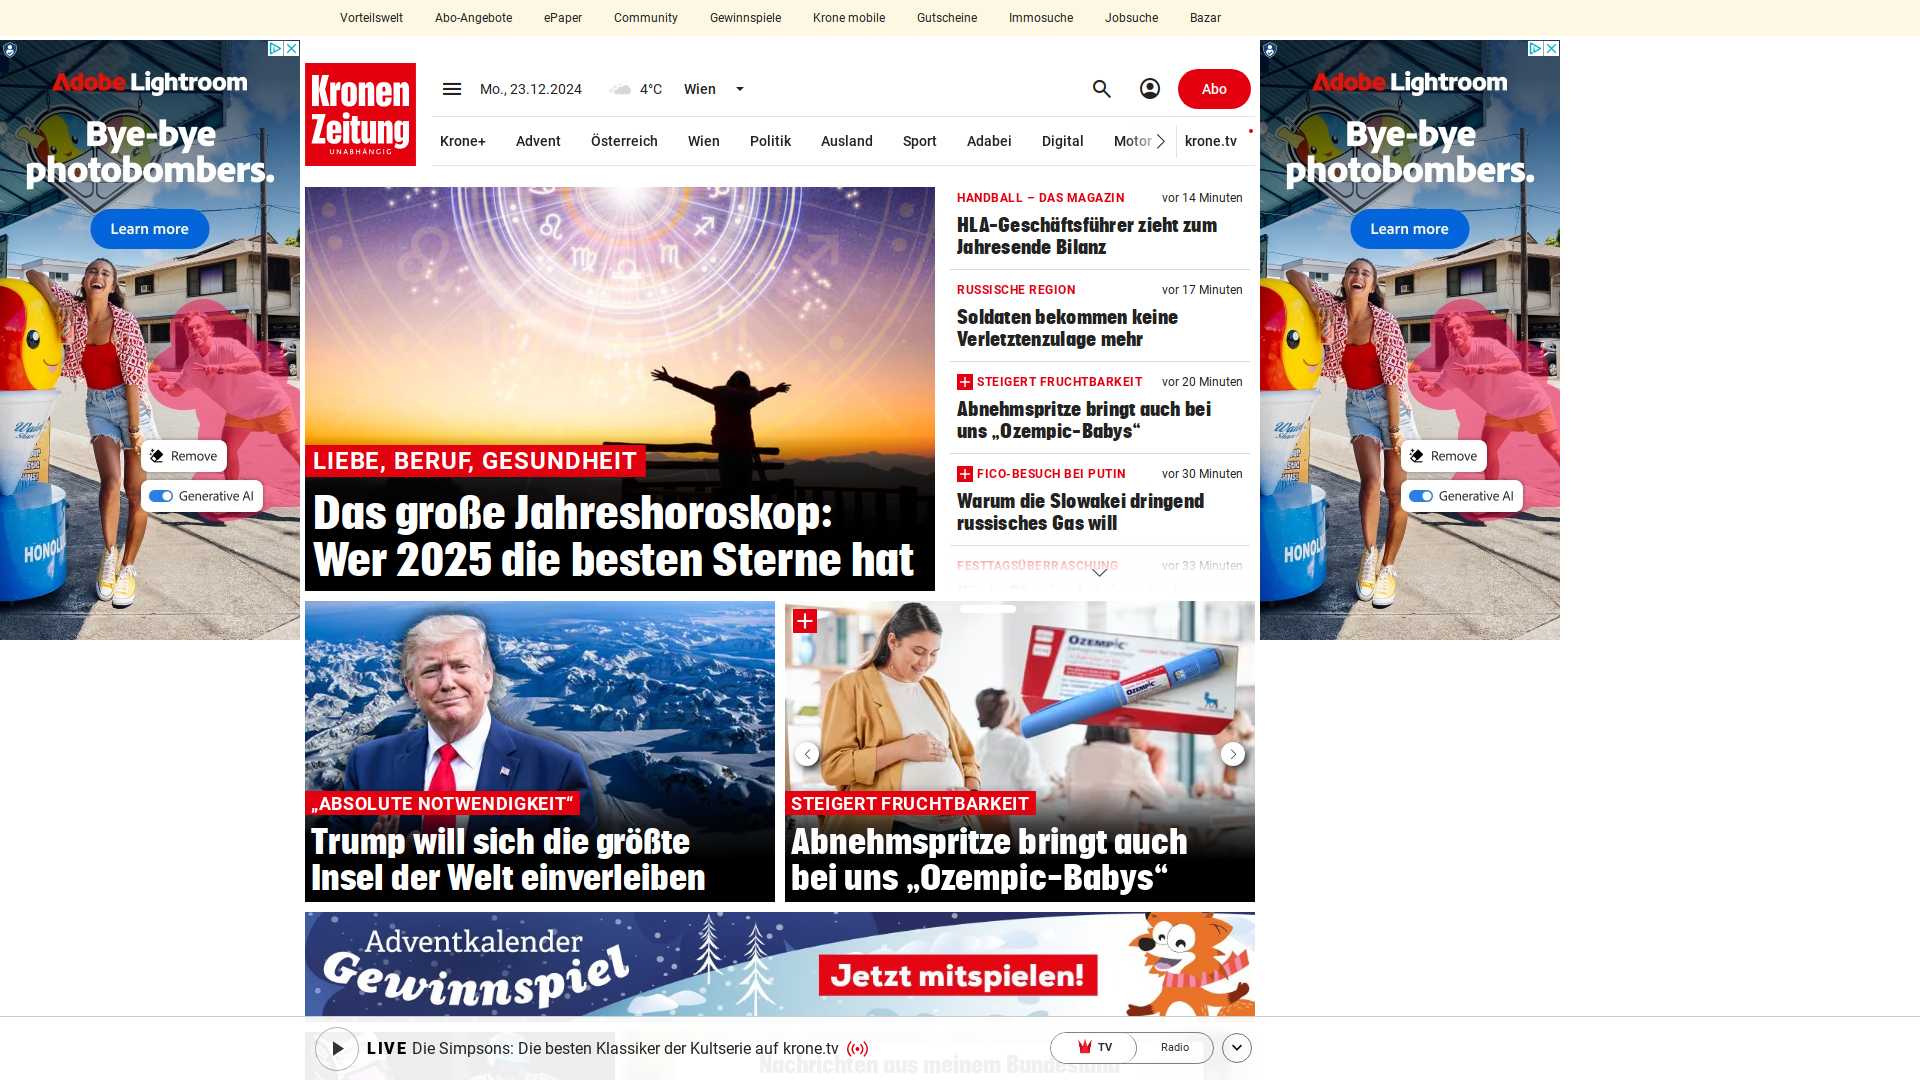 Vorteilswelt Abo-Angebote ePaper Community Gewinnspiele Krone mobile Gutscheine Immosuche Jobsuche Bazar
Adobe Lightroom
Bye-bye
photobombers.
Learn more
Remove
Generative AI
HONOL
Kronen
Zeitung
UNABHÄNGIG
Mo., 23.12.2024 4°C Wien
Abo
Krone+ Advent Österreich Wien Politik Ausland Sport Adabei Digital Motor krone.tv
LIEBE, BERUF, GESUNDHEIT
Das große Jahreshoroskop:
Wer 2025 die besten Sterne hat
HANDBALL – DAS MAGAZIN vor 14 Minuten
HLA-Geschäftsführer zieht zum
Jahresende Bilanz
RUSSISCHE REGION vor 17 Minuten
Soldaten bekommen keine
Verletztenzulage mehr
STEIGERT FRUCHTBARKEIT vor 20 Minuten
Abnehmspritze bringt auch bei
uns „Ozempic-Babys“
FICO-BESUCH BEI PUTIN vor 30 Minuten
Warum die Slowakei dringend
russisches Gas will
FESTTAGSÜBERRASCHUNG vor 33 Minuten
Adobe Lightroom
Bye-bye
photobombers.
Learn more
Remove
Generative AI
HONOL
„ABSOLUTE NOTWENDIGKEIT“
Trump will sich die größte
Insel der Welt einverleiben
OZEMPIC
OZEMPIC
STEIGERT FRUCHTBARKEIT
Abnehmspritze bringt auch
bei uns „Ozempic-Babys“
Adventkalender
Gewinnspiel
Jetzt mitspielen!
LIVE Die Simpsons: Die besten Klassiker der Kultserie auf krone.tv
TV Radio
Nachrichten aus meinem Bundesland